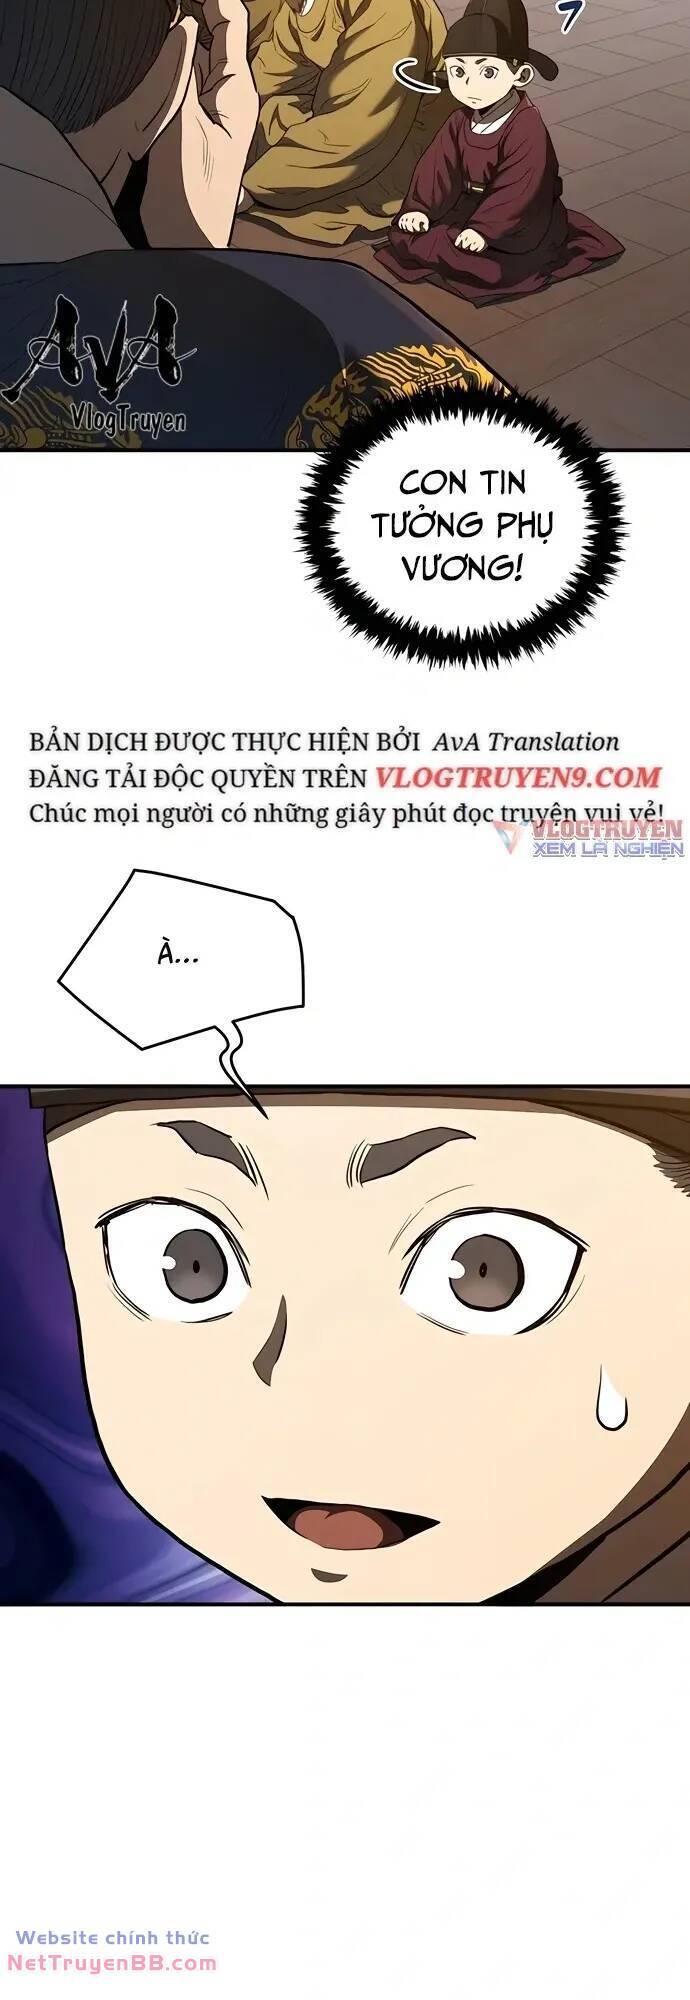 AVA
VlogTruyen
CON TIN
TƯỞNG PHỤ
VƯƠNG!
BẢN DỊCH ĐƯỢC THỰC HIỆN BỞI AvA Translation
ĐĂNG TẢI ĐỘC QUYỀN TRÊN VLOGTRUYEN9.COM
Chúc mọi người có những giây phút đọc truyện vui vẻ!
VLOGTRUYEN
XEM LÀ NGHIỆN
À...
Website chính thức
NetTruyenBB.com